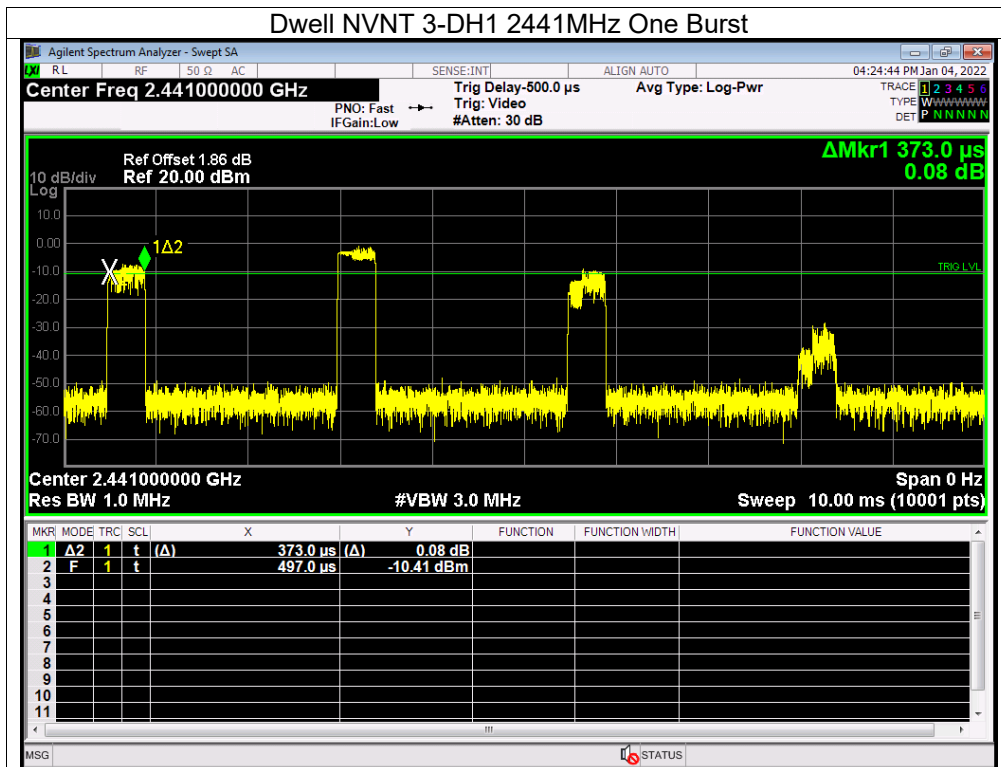 Dwell NVNT 3-DH1 2441MHz One Burst
Agilent Spectrum Analyzer - Swept SA
LXI RL RF 50 Ω AC SENSE:INT ALIGN AUTO 04:24:44 PM Jan 04, 2022
Center Freq 2.441000000 GHz Trig Delay-500.0 µs Avg Type: Log-Pwr TRACE 1 2 3 4 5 6
PNO: Fast Trig: Video TYPE WWWWWW
IFGain:Low #Atten: 30 dB DET P N N N N N
ΔMkr1 373.0 µs
0.08 dB
Ref Offset 1.86 dB
10 dB/div Ref 20.00 dBm
Log
10.0
0.00
1Δ2
-10.0
TRIG LVL
-20.0
-30.0
-40.0
-50.0
-60.0
-70.0
Center 2.441000000 GHz Span 0 Hz
Res BW 1.0 MHz #VBW 3.0 MHz Sweep 10.00 ms (10001 pts)
MKR MODE TRC SCL X Y FUNCTION FUNCTION WIDTH FUNCTION VALUE
1 Δ2 1 t (Δ) 373.0 µs (Δ) 0.08 dB
2 F 1 t 497.0 µs -10.41 dBm
3
4
5
6
7
8
9
10
11
MSG STATUS